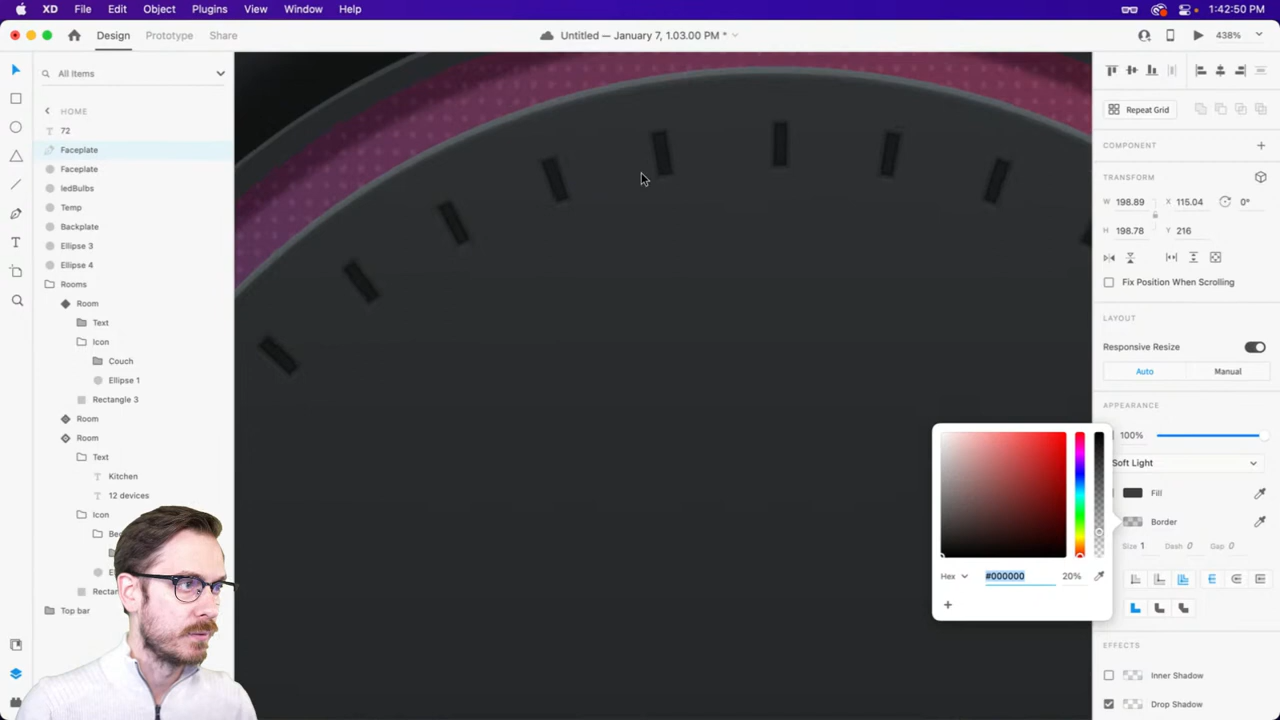 XD File Edit Object Plugins View Window Help 1:42:50 PM
Design Prototype Share Untitled — January 7, 1.03.00 PM * 438%
All Items
HOME
72
Faceplate
Faceplate
ledBulbs
Temp
Backplate
Ellipse 3
Ellipse 4
Rooms
Room
Text
Icon
Couch
Ellipse 1
Rectangle 3
Room
Room
Text
Kitchen
12 devices
Icon
Top bar
Repeat Grid
COMPONENT
TRANSFORM
W 198.89 X 115.04 0°
H 198.78 Y 216
Fix Position When Scrolling
LAYOUT
Responsive Resize
Auto Manual
APPEARANCE
100%
Soft Light
Fill
Border
Size 1 Dash 0 Gap 0
EFFECTS
Inner Shadow
Drop Shadow
Hex #000000 20%